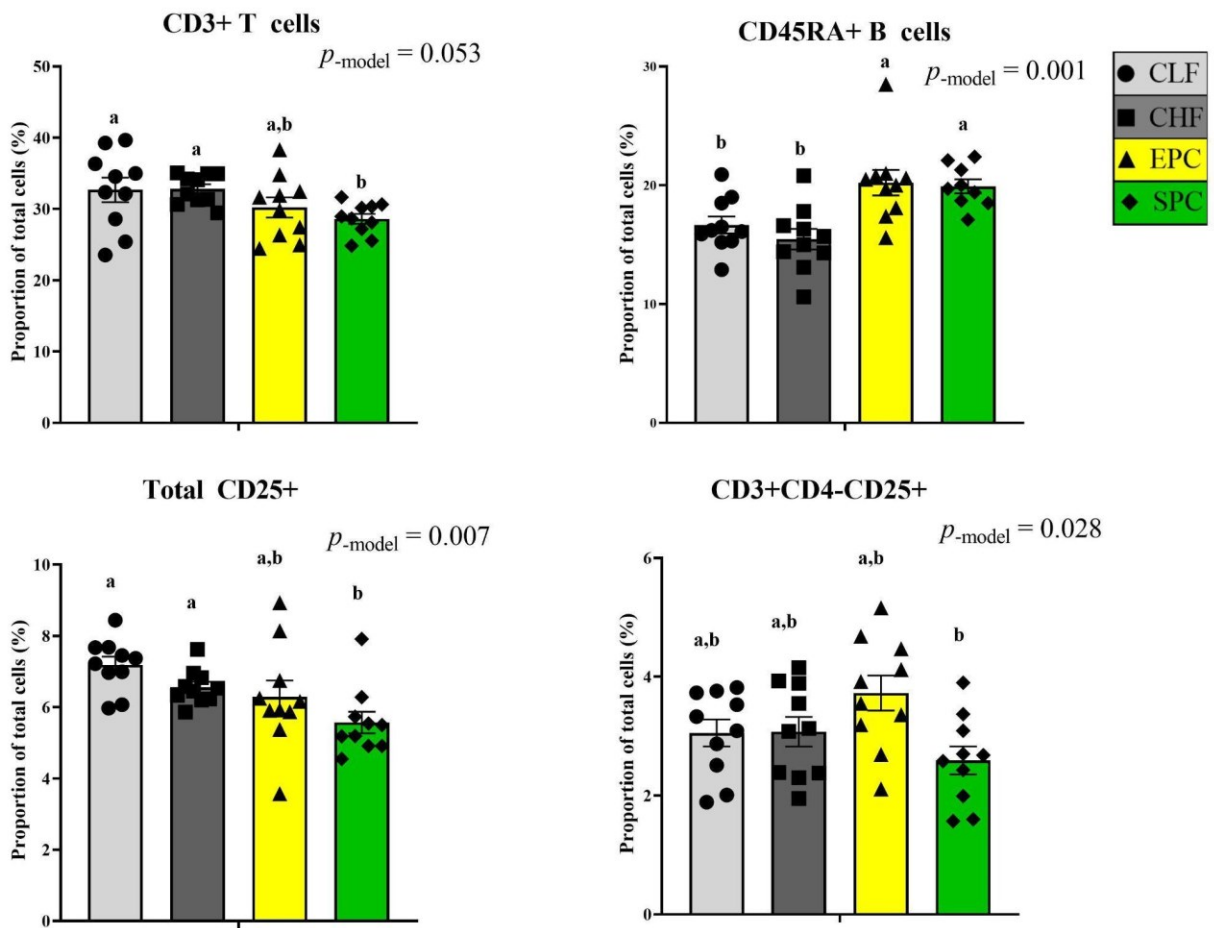 CD3+ T cells
p-model = 0.053
Proportion of total cells (%)
50
40
30
20
10
0
a
a
a,b
b
CD45RA+ B cells
p-model = 0.001
Proportion of total cells (%)
30
20
10
0
b
b
a
a
CLF
CHF
EPC
SPC
Total CD25+
p-model = 0.007
Proportion of total cells (%)
10
8
6
4
2
0
a
a
a,b
b
CD3+CD4-CD25+
p-model = 0.028
Proportion of total cells (%)
6
4
2
0
a,b
a,b
a,b
b